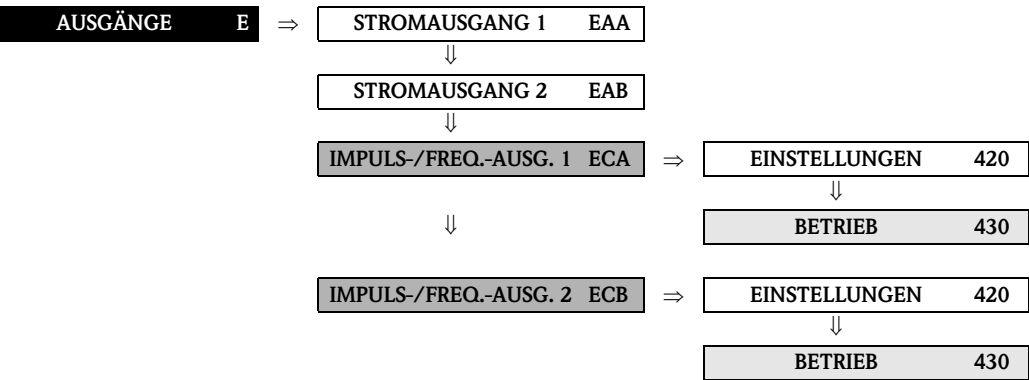 AUSGÄNGE E ⇒ STROMAUSGANG 1 EAA
⇓
STROMAUSGANG 2 EAB
⇓
IMPULS-/FREQ.-AUSG. 1 ECA ⇒ EINSTELLUNGEN 420
⇓
⇓ BETRIEB 430
IMPULS-/FREQ.-AUSG. 2 ECB ⇒ EINSTELLUNGEN 420
⇓
BETRIEB 430